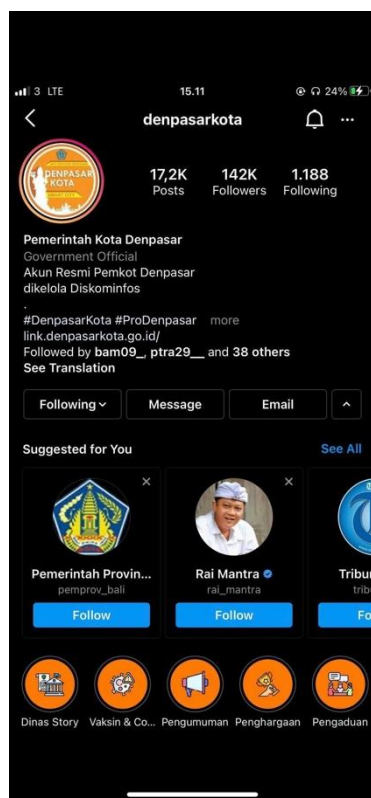 3 LTE 15.11 24%
denpasarkota
DENPASAR
KOTA
17,2K 142K 1.188
Posts Followers Following
Pemerintah Kota Denpasar
Government Official
Akun Resmi Pemkot Denpasar
dikelola Diskominfos
.
#DenpasarKota #ProDenpasar more
link.denpasarkota.go.id/
Followed by bam09_, ptra29__ and 38 others
See Translation
Following Message Email
Suggested for You See All
Pemerintah Provin... Rai Mantra Tribu
pemprov_bali rai_mantra trib
Follow Follow Fo
Dinas Story Vaksin & Co... Pengumuman Penghargaan Pengaduan